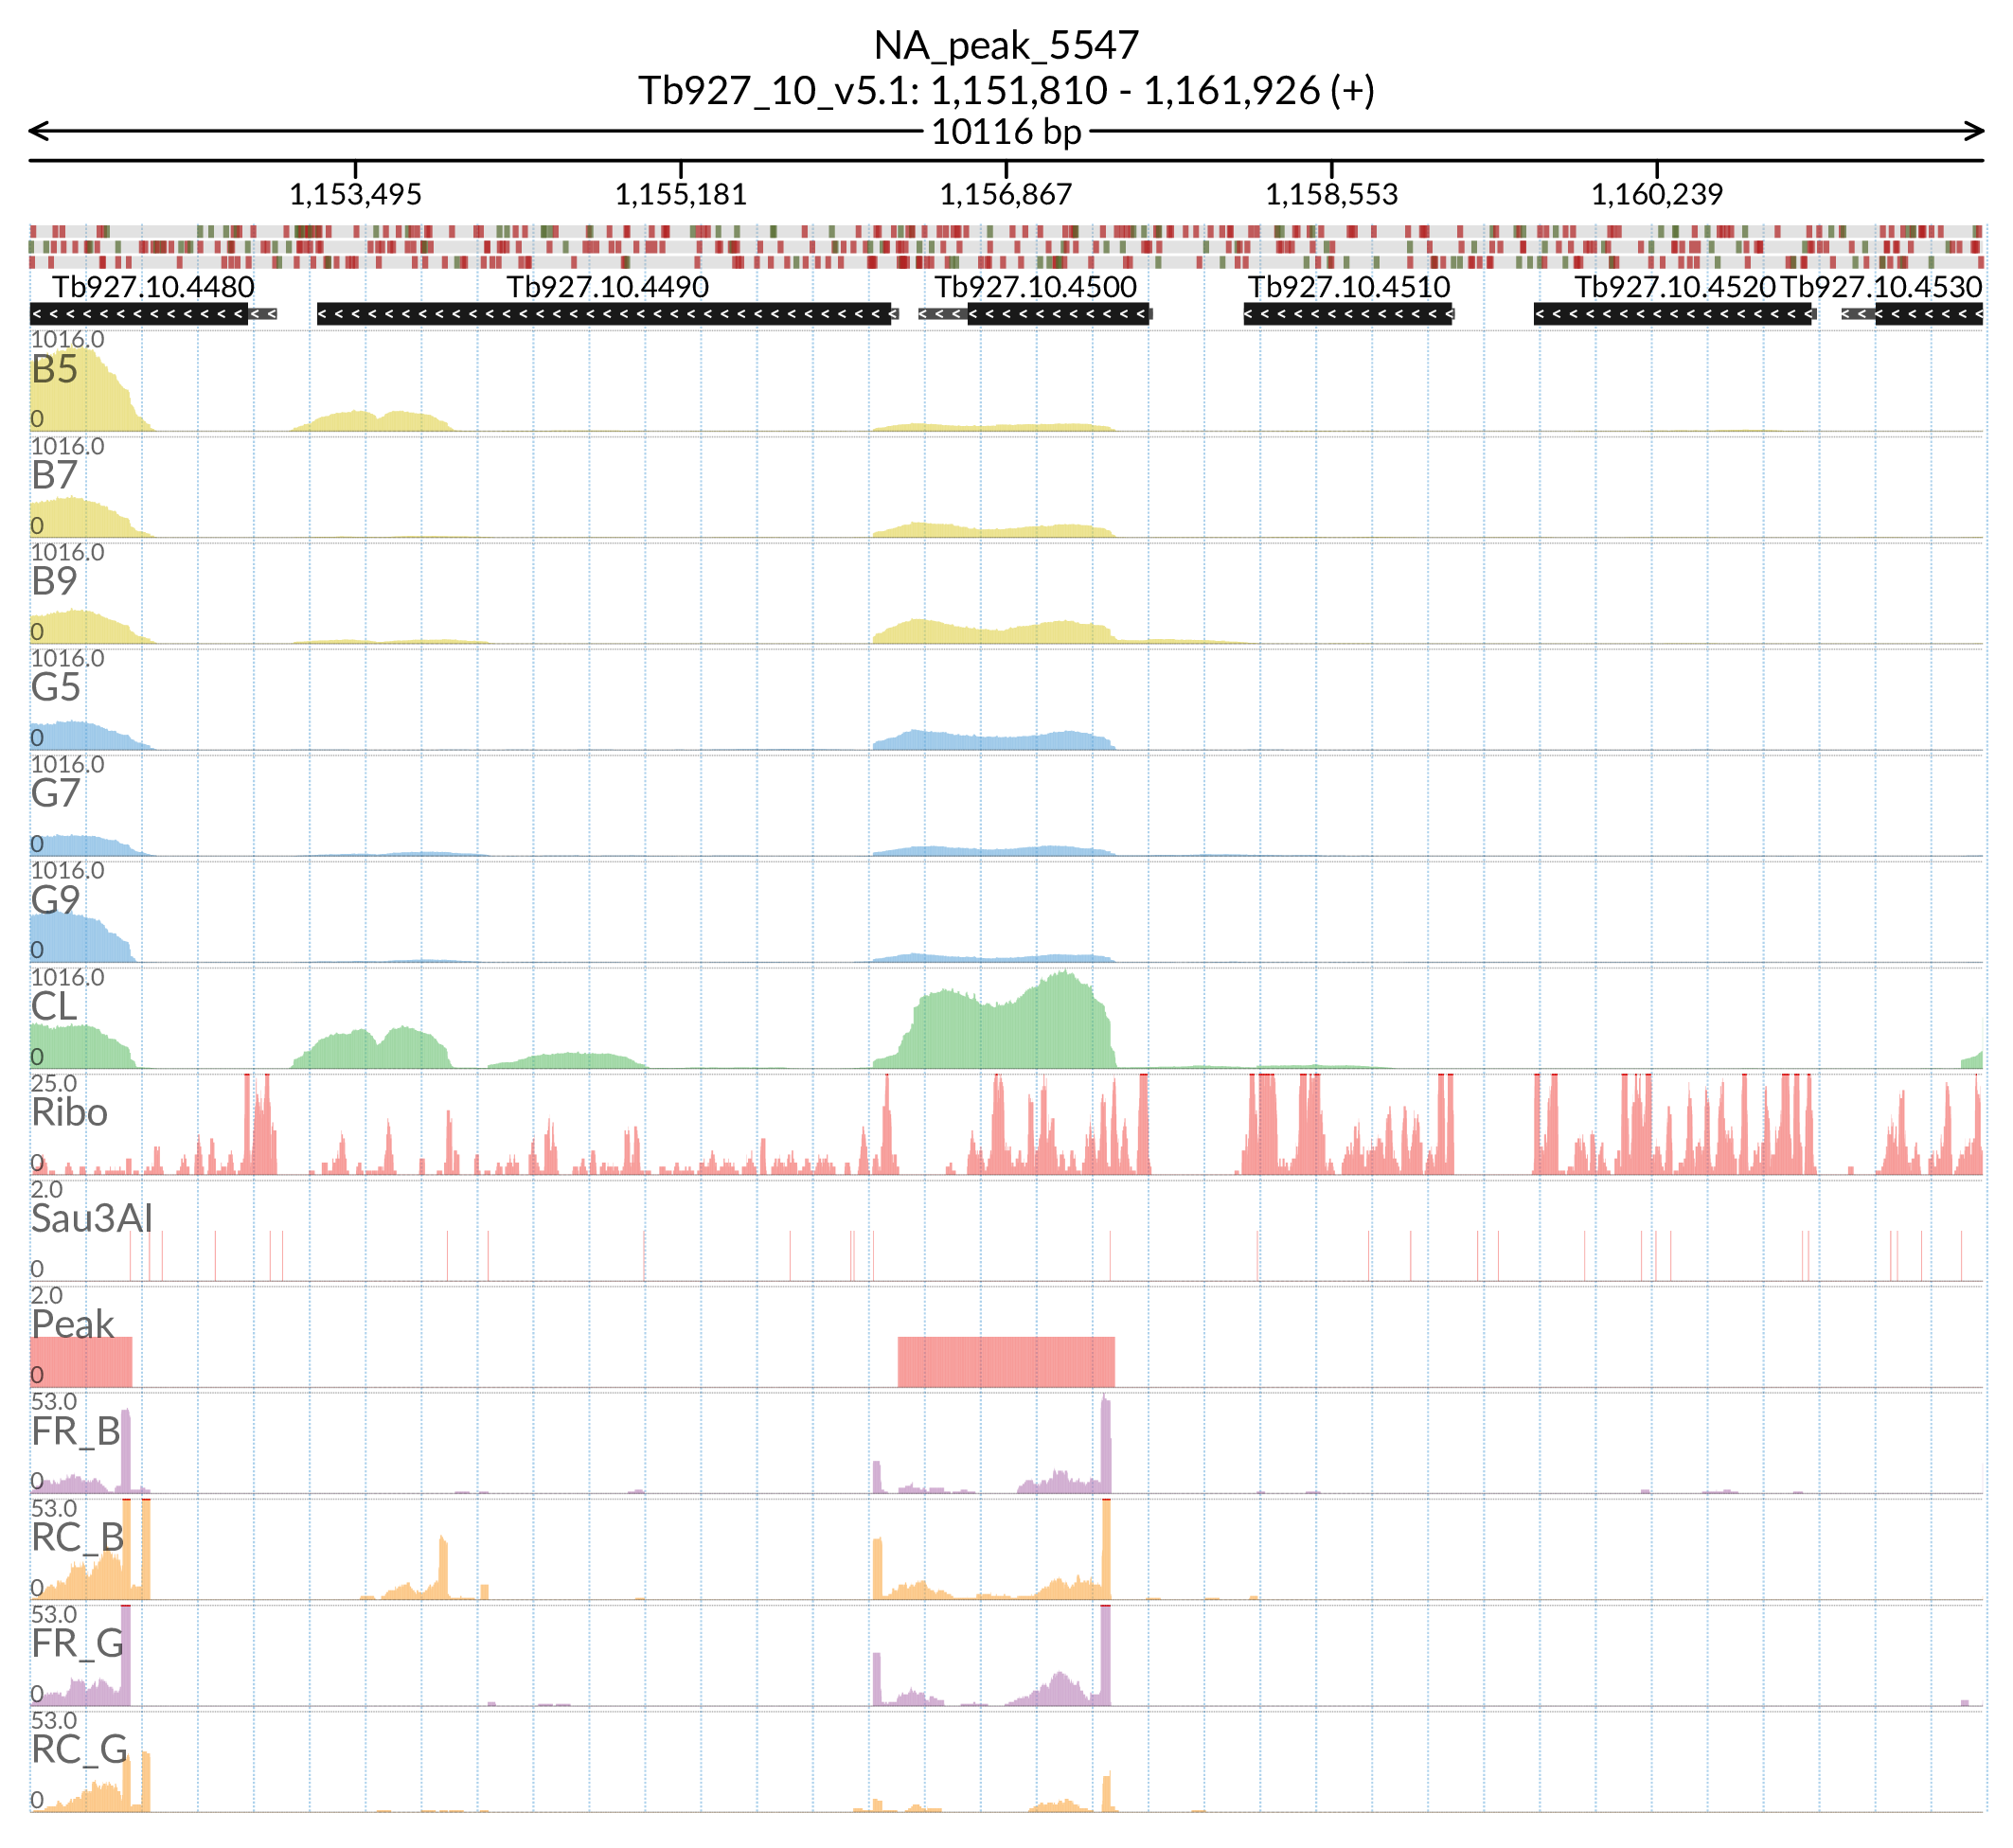 NA_peak_5547
Tb927_10_v5.1: 1,151,810 - 1,161,926 (+)
10116 bp
1,153,495 1,155,181 1,156,867 1,158,553 1,160,239
Tb927.10.4480 Tb927.10.4490 Tb927.10.4500 Tb927.10.4510 Tb927.10.4520 Tb927.10.4530
1016.0
B5
0
1016.0
B7
0
1016.0
B9
0
1016.0
G5
0
1016.0
G7
0
1016.0
G9
0
1016.0
CL
0
25.0
Ribo
0
2.0
Sau3AI
0
2.0
Peak
0
53.0
FR_B
0
53.0
RC_B
0
53.0
FR_G
0
53.0
RC_G
0